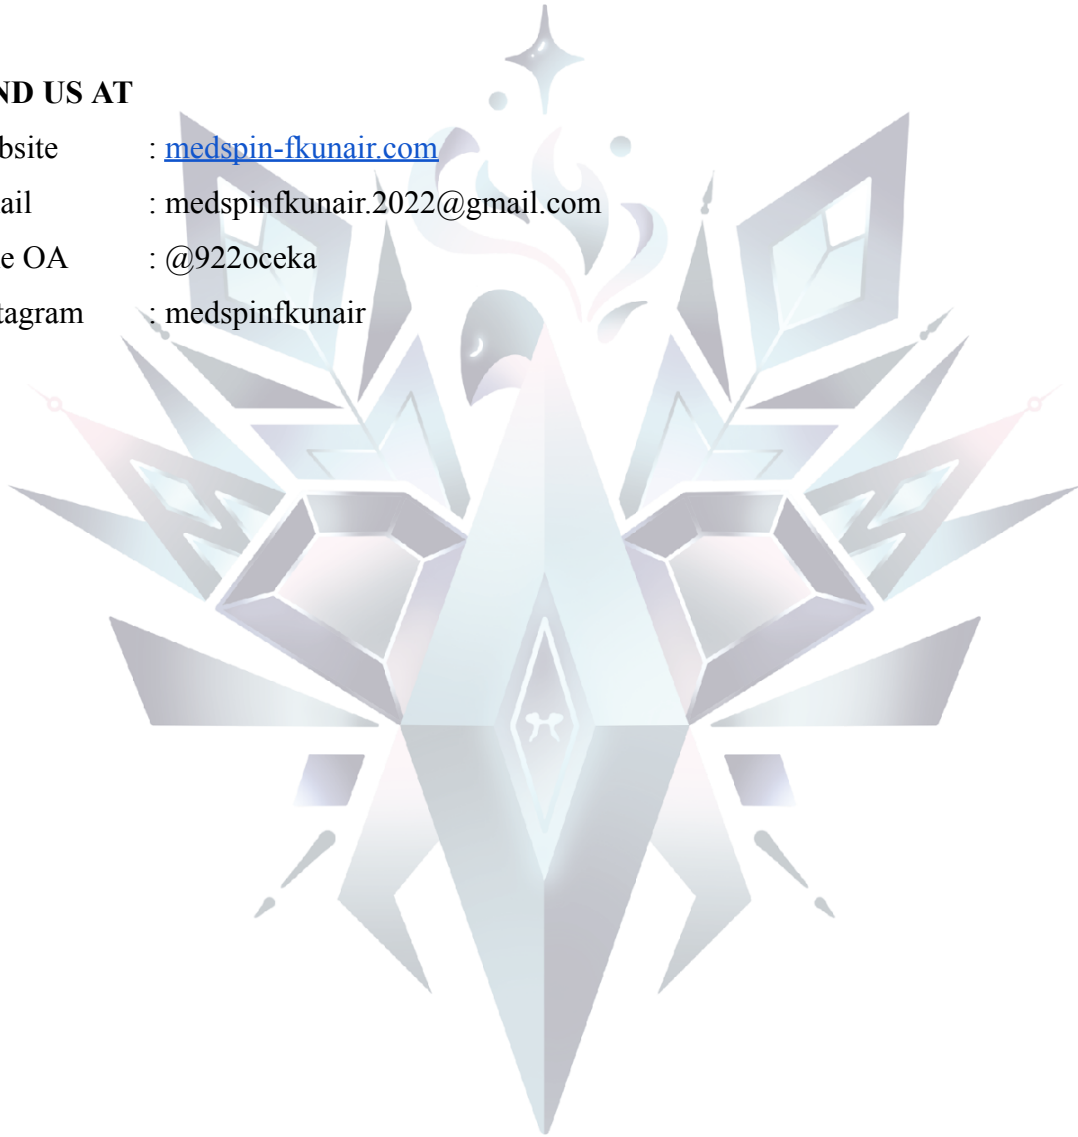 ND US AT
bsite : medspin-fkunair.com
ail : medspinfkunair.2022@gmail.com
e OA : @922oceka
tagram : medspinfkunair